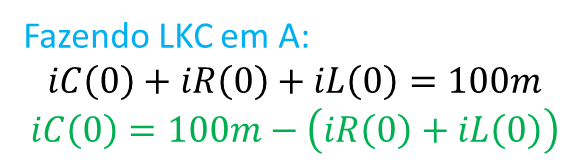 Fazendo LKC em A:
iC(0) + iR(0) + iL(0) = 100m
iC(0) = 100m − (iR(0) + iL(0))